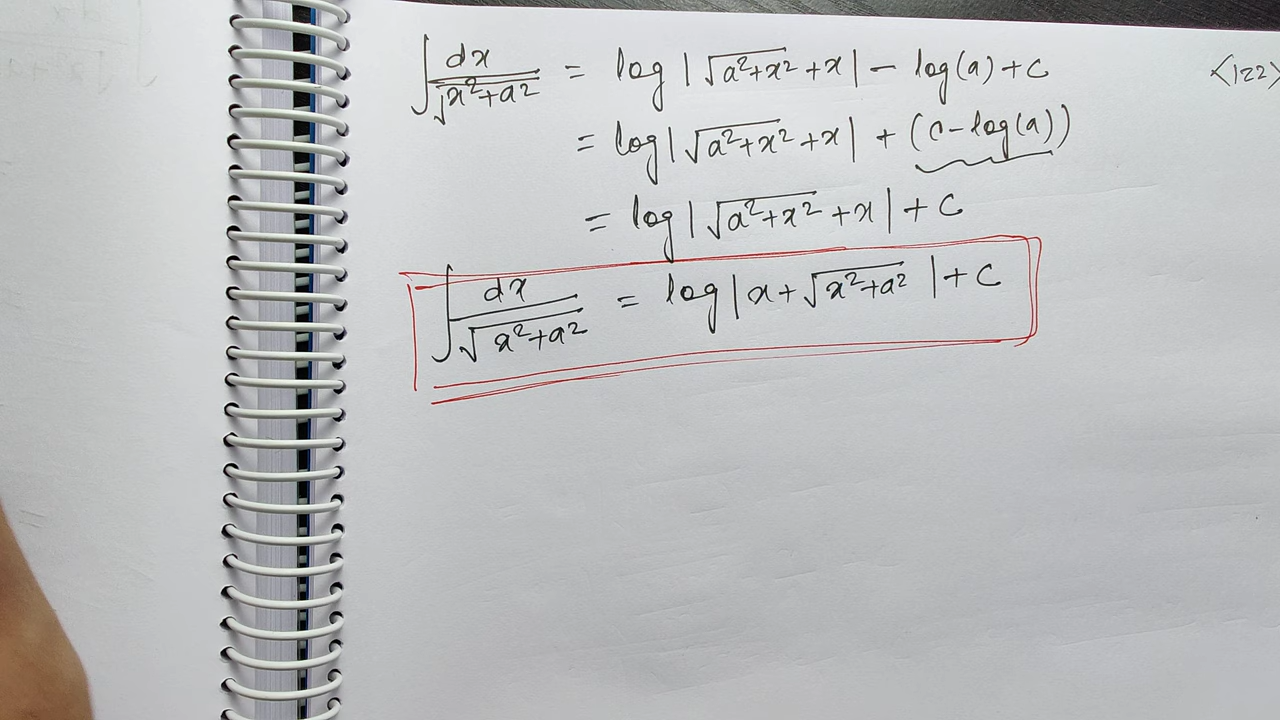 ∫ dx/√(x²+a²) = log|√(a²+x²) + x| - log(a) + c
<122>
= log|√(a²+x²) + x| + (c - log(a))
= log|√(a²+x²) + x| + c
∫ dx/√(x²+a²) = log|x + √(x²+a²)| + c